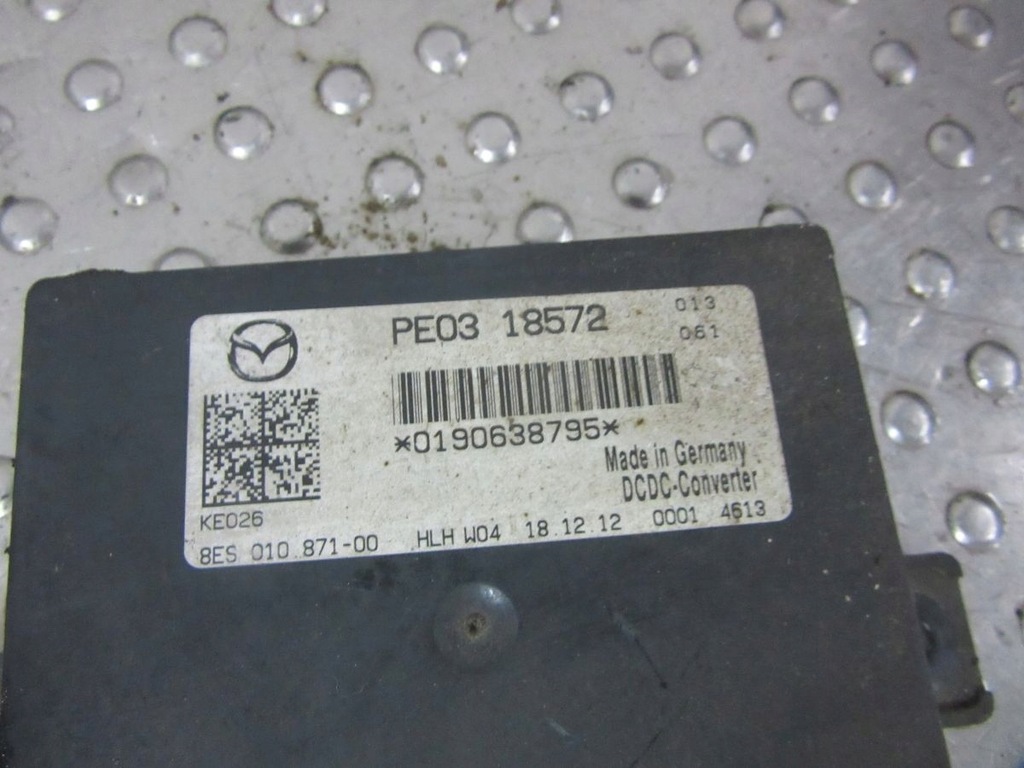 PE03 18572 013
061
*0190638795*
Made in Germany
DCDC-Converter
KE026
8ES 010.871-00 HLH W04 18.12.12 0001 4613